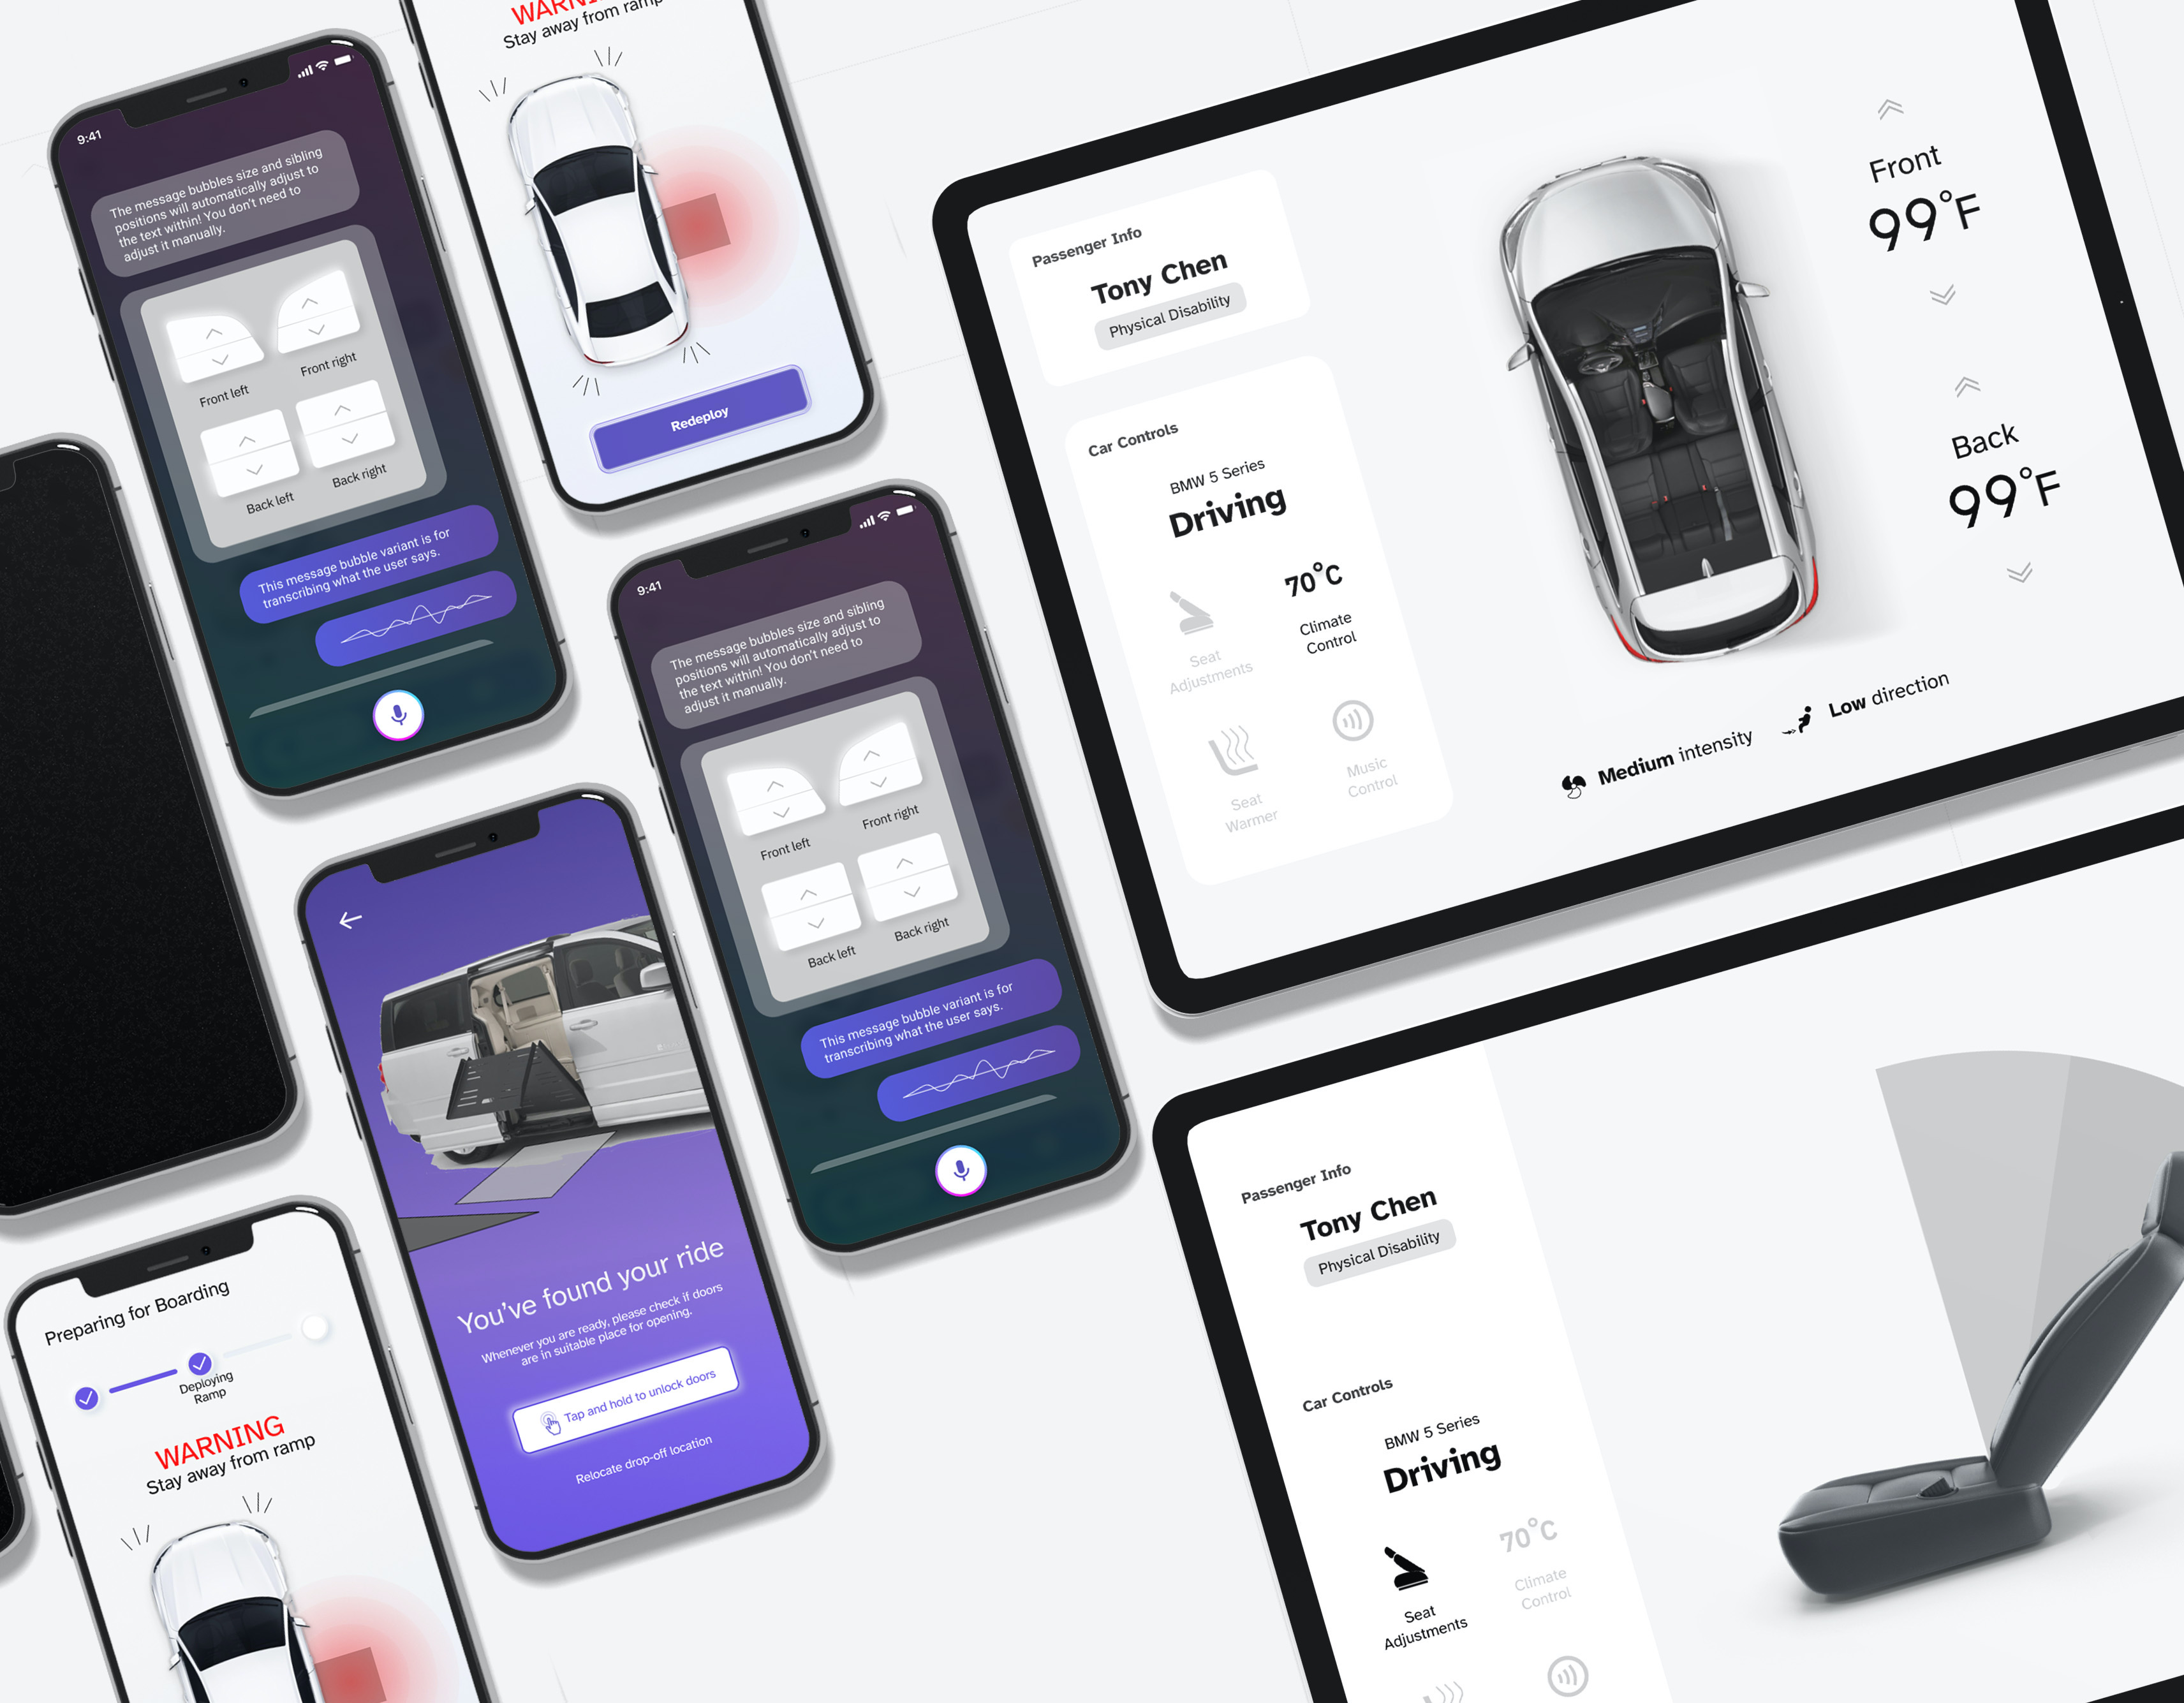 9:41
The message bubbles size and sibling
positions will automatically adjust to
the text within! You don't need to
adjust it manually.
Front left
Front right
Back left
Back right
This message bubble variant is for
transcribing what the user says.
Stay away from ramp
Redeploy
9:41
The message bubbles size and sibling
positions will automatically adjust to
the text within! You don't need to
adjust it manually.
Front left
Front right
Back left
Back right
This message bubble variant is for
transcribing what the user says.
You've found your ride
Whenever you are ready, please check if doors
are in suitable place for opening.
Tap and hold to unlock doors
Relocate drop-off location
Preparing for Boarding
Deploying
Ramp
WARNING
Stay away from ramp
Passenger Info
Tony Chen
Physical Disability
Car Controls
BMW 5 Series
Driving
Seat
Adjustments
70°C
Climate
Control
Seat
Warmer
Music
Control
Front
99°F
Back
99°F
Medium intensity
Low direction
Passenger Info
Tony Chen
Physical Disability
Car Controls
BMW 5 Series
Driving
Seat
Adjustments
70°C
Climate
Control